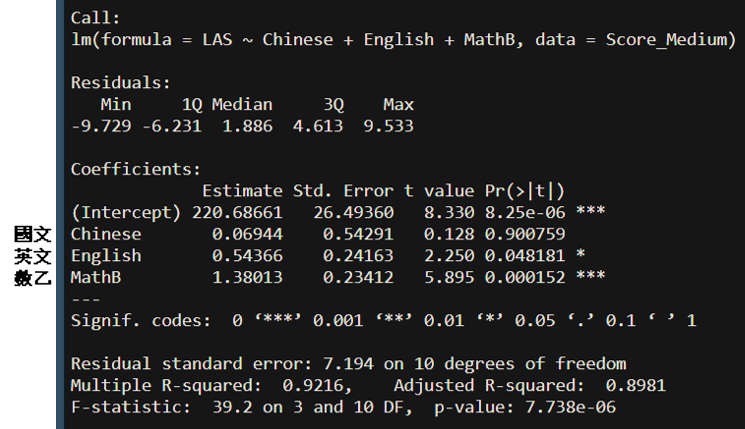 Call:
lm(formula = LAS ~ Chinese + English + MathB, data = Score_Medium)
Residuals:
Min 1Q Median 3Q Max
-9.729 -6.231 1.886 4.613 9.533
Coefficients:
Estimate Std. Error t value Pr(>|t|)
(Intercept) 220.68661 26.49360 8.330 8.25e-06 ***
國文 Chinese 0.06944 0.54291 0.128 0.900759
英文 English 0.54366 0.24163 2.250 0.048181 *
數乙 MathB 1.38013 0.23412 5.895 0.000152 ***
---
Signif. codes: 0 ‘***’ 0.001 ‘**’ 0.01 ‘*’ 0.05 ‘.’ 0.1 ‘ ’ 1
Residual standard error: 7.194 on 10 degrees of freedom
Multiple R-squared: 0.9216, Adjusted R-squared: 0.8981
F-statistic: 39.2 on 3 and 10 DF, p-value: 7.738e-06